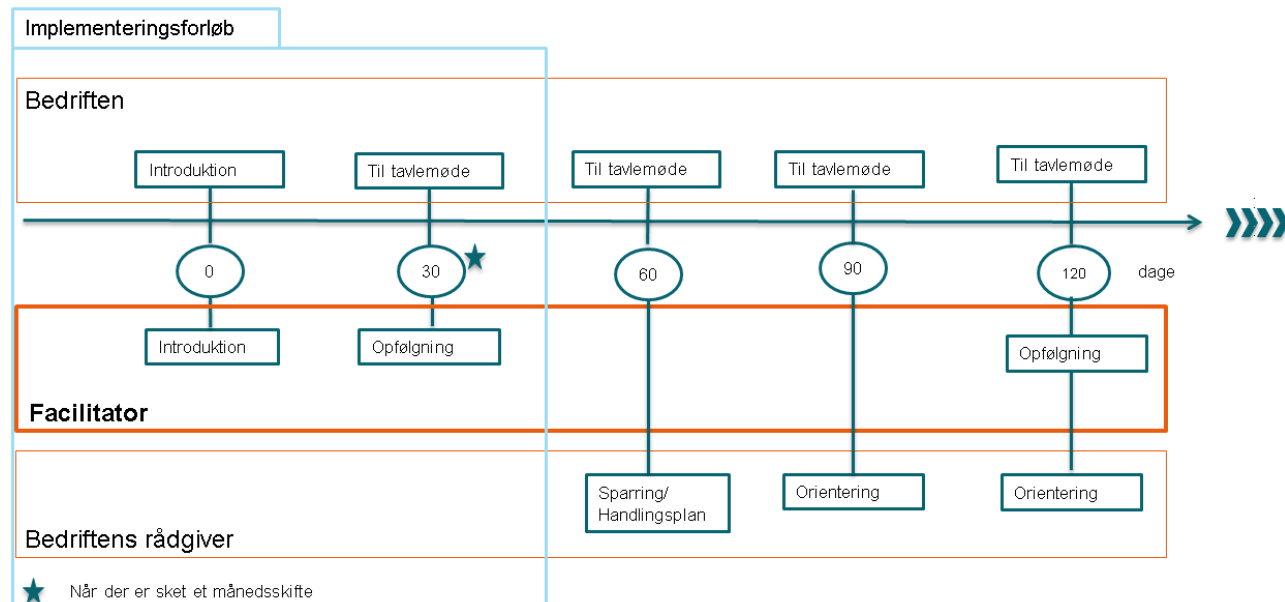 Implementeringsforløb
Bedriften
Introduktion
Til tavlemøde
Til tavlemøde
Til tavlemøde
Til tavlemøde
0
30
60
90
120
dage
Introduktion
Opfølgning
Opfølgning
Facilitator
Sparring/
Handlingsplan
Orientering
Orientering
Bedriftens rådgiver
Når der er sket et månedsskifte